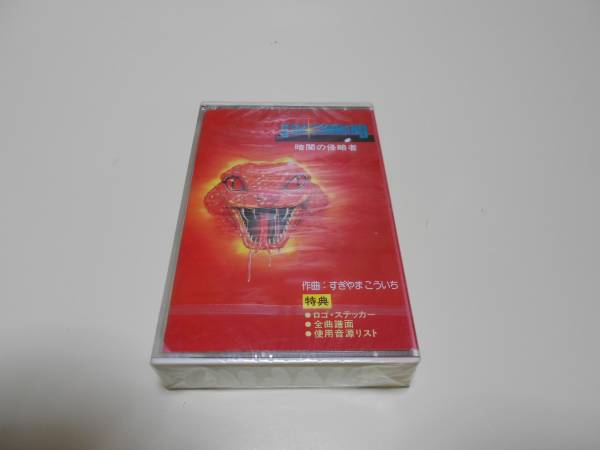 暗闇の侵略者
作曲：すぎやまこういち
特典
●ロゴ・ステッカー
●全曲譜面
●使用音源リスト